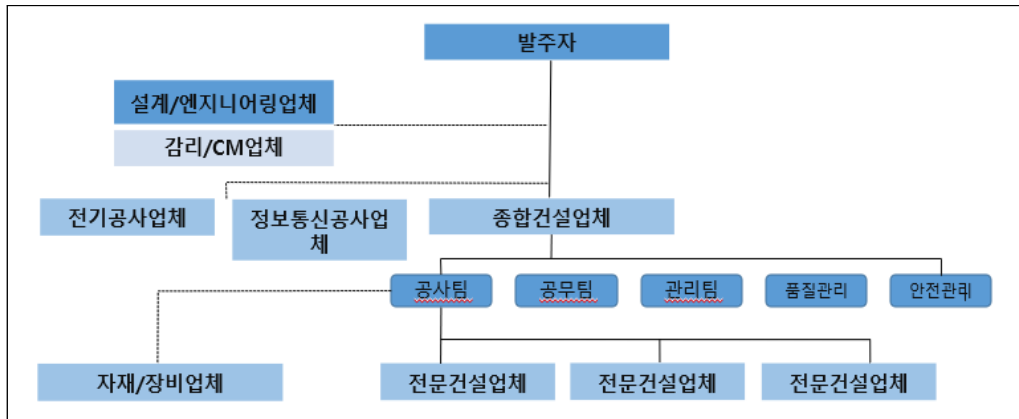 발주자
설계/엔지니어링업체
감리/CM업체
전기공사업체
정보통신공사업
체
종합건설업체
공사팀
공무팀
관리팀
품질관리
안전관리
자재/장비업체
전문건설업체
전문건설업체
전문건설업체